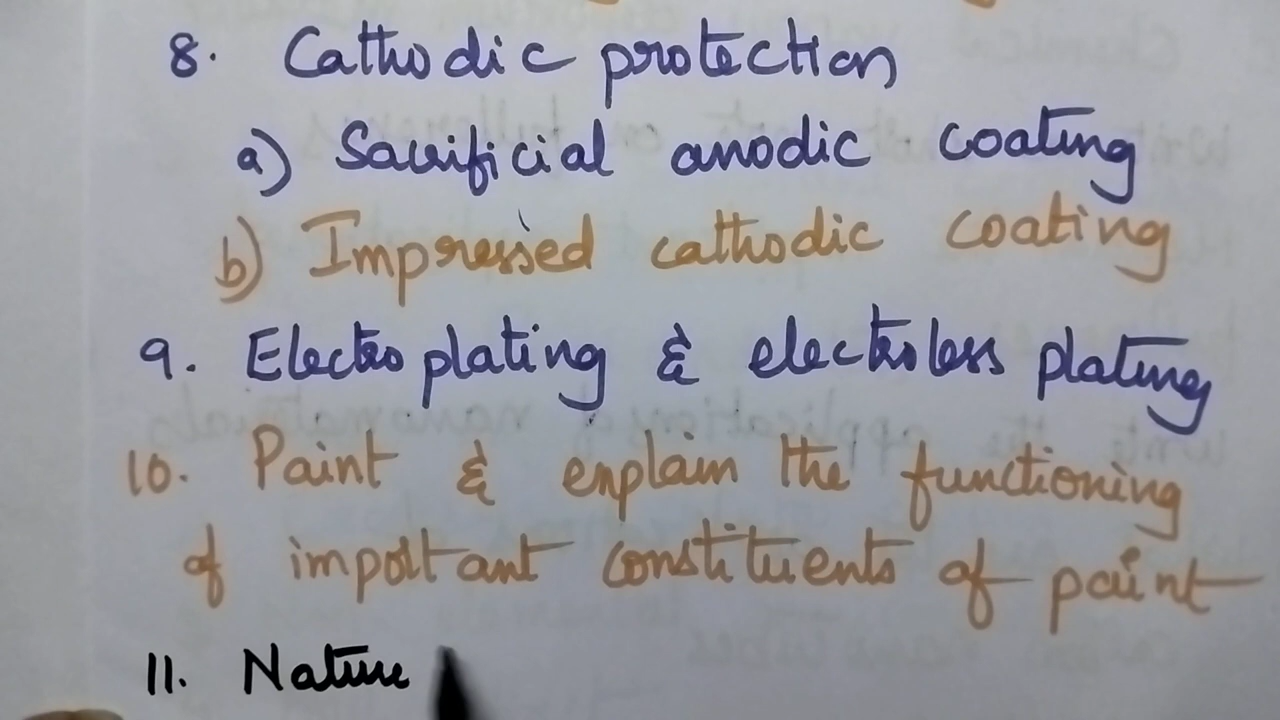 8. Cathodic protection
a) Sacrificial anodic coating
b) Impressed cathodic coating
9. Electroplating & electroless plating
10. Paint & explain the functioning
of important constituents of paint
11. Nature